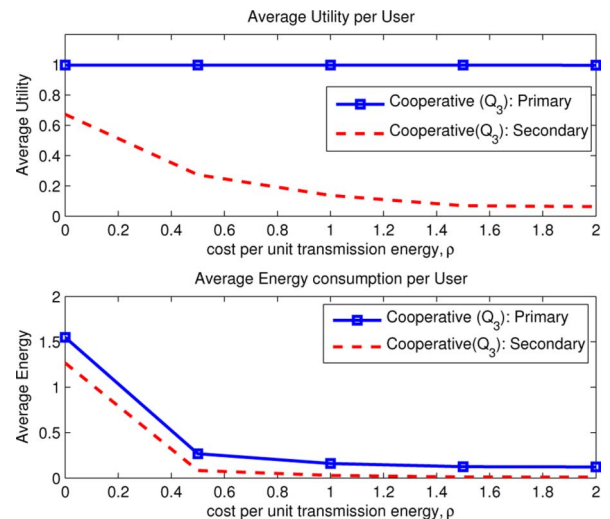 Average Utility per User
Average Utility
1
0.8
0.6
0.4
0.2
0
Cooperative (Q3): Primary
Cooperative(Q3): Secondary
0 0.2 0.4 0.6 0.8 1 1.2 1.4 1.6 1.8 2
cost per unit transmission energy, ρ
Average Energy consumption per User
Average Energy
2
1.5
1
0.5
0
Cooperative (Q3): Primary
Cooperative(Q3): Secondary
0 0.2 0.4 0.6 0.8 1 1.2 1.4 1.6 1.8 2
cost per unit transmission energy, ρ